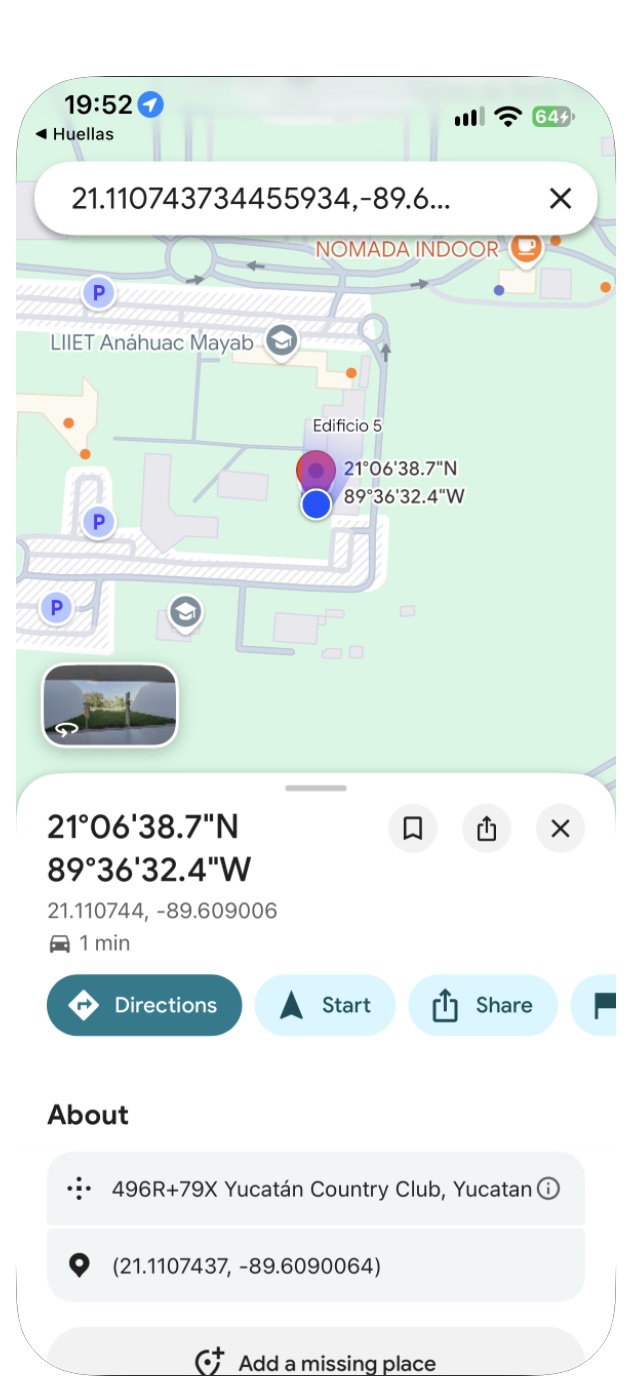 19:52
64
◀ Huellas
21.110743734455934,-89.6...
NOMADA INDOOR
P
LIIET Anáhuac Mayab
Edificio 5
21°06'38.7"N
89°36'32.4"W
P
P
21°06'38.7"N
89°36'32.4"W
21.110744, -89.609006
1 min
Directions
Start
Share
About
496R+79X Yucatán Country Club, Yucatan
(21.1107437, -89.6090064)
Add a missing place